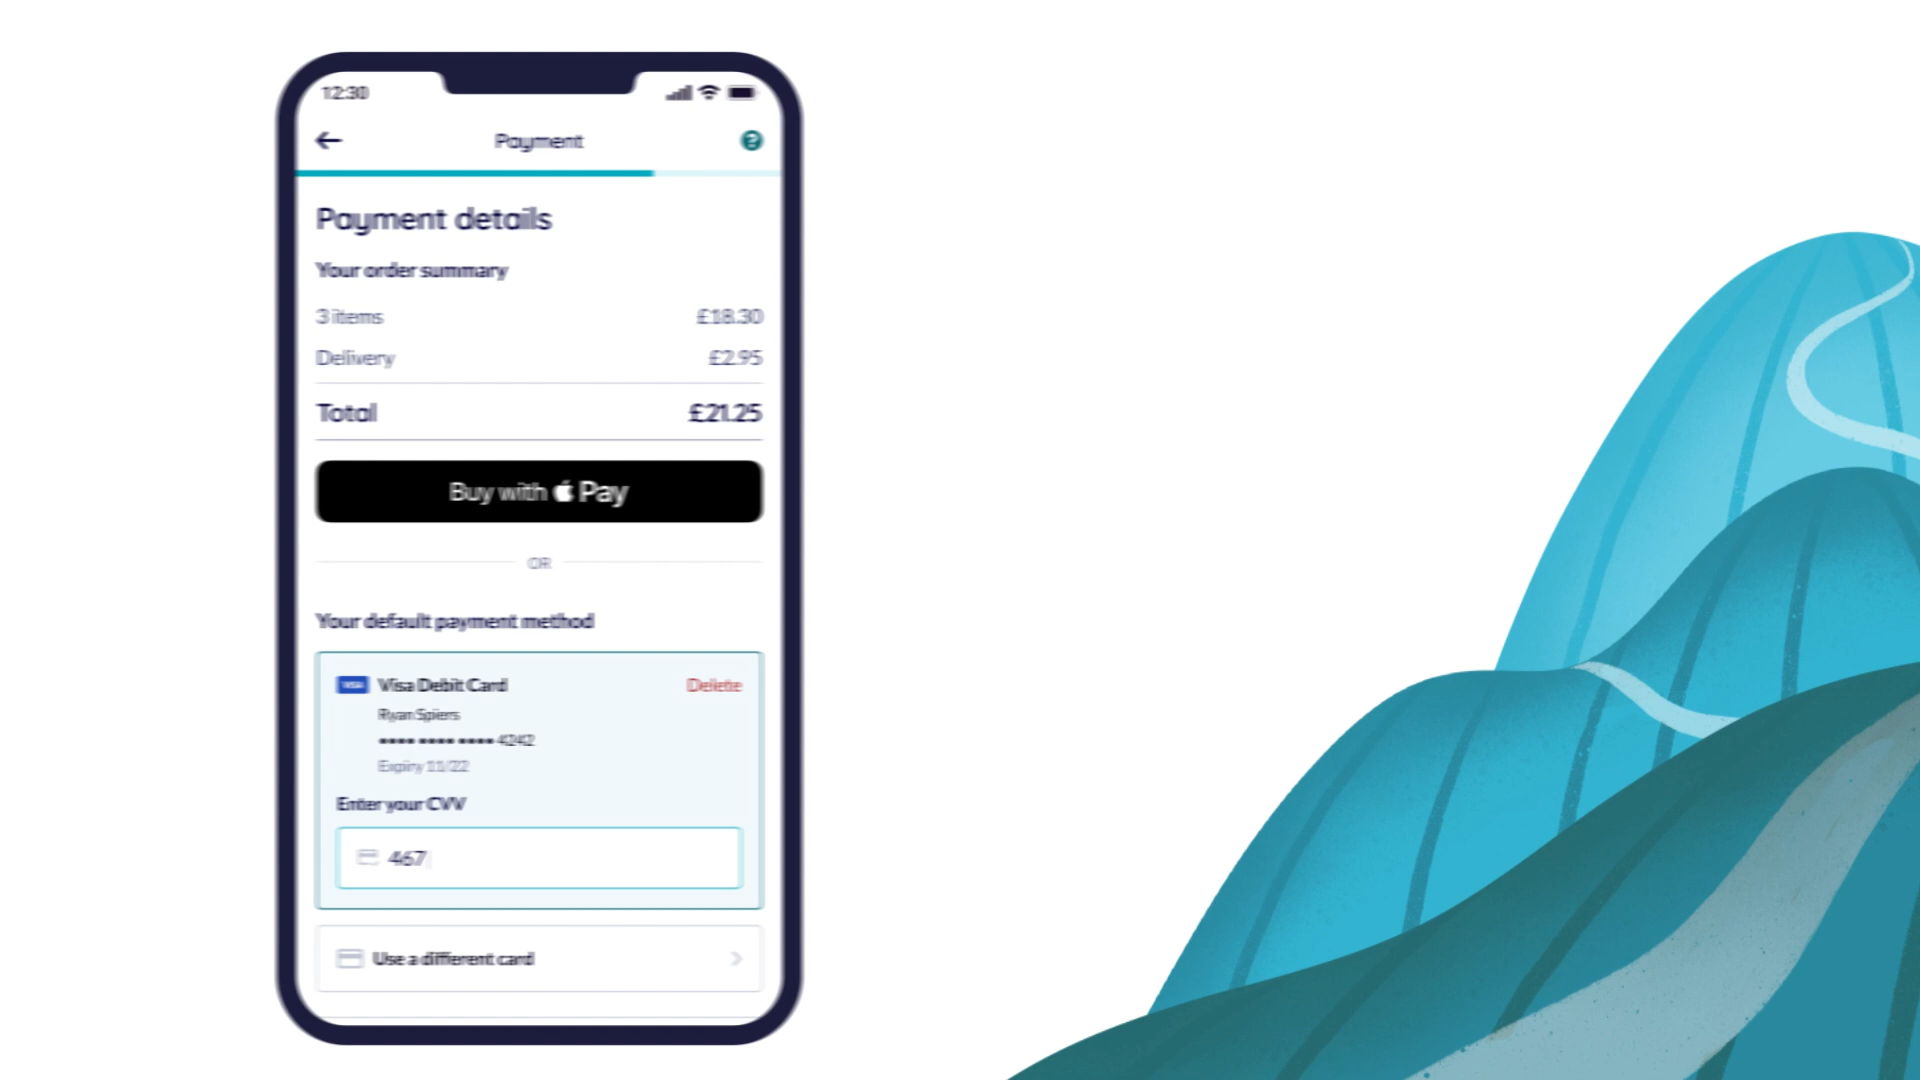 12:30
Payment
?
Payment details
Your order summary
3 items £18.30
Delivery £2.95
Total £21.25
Buy with Pay
OR
Your default payment method
VISA Visa Debit Card Delete
Ryan Spiers
•••• •••• •••• 4242
Expiry 11/22
Enter your CVV
467
Use a different card